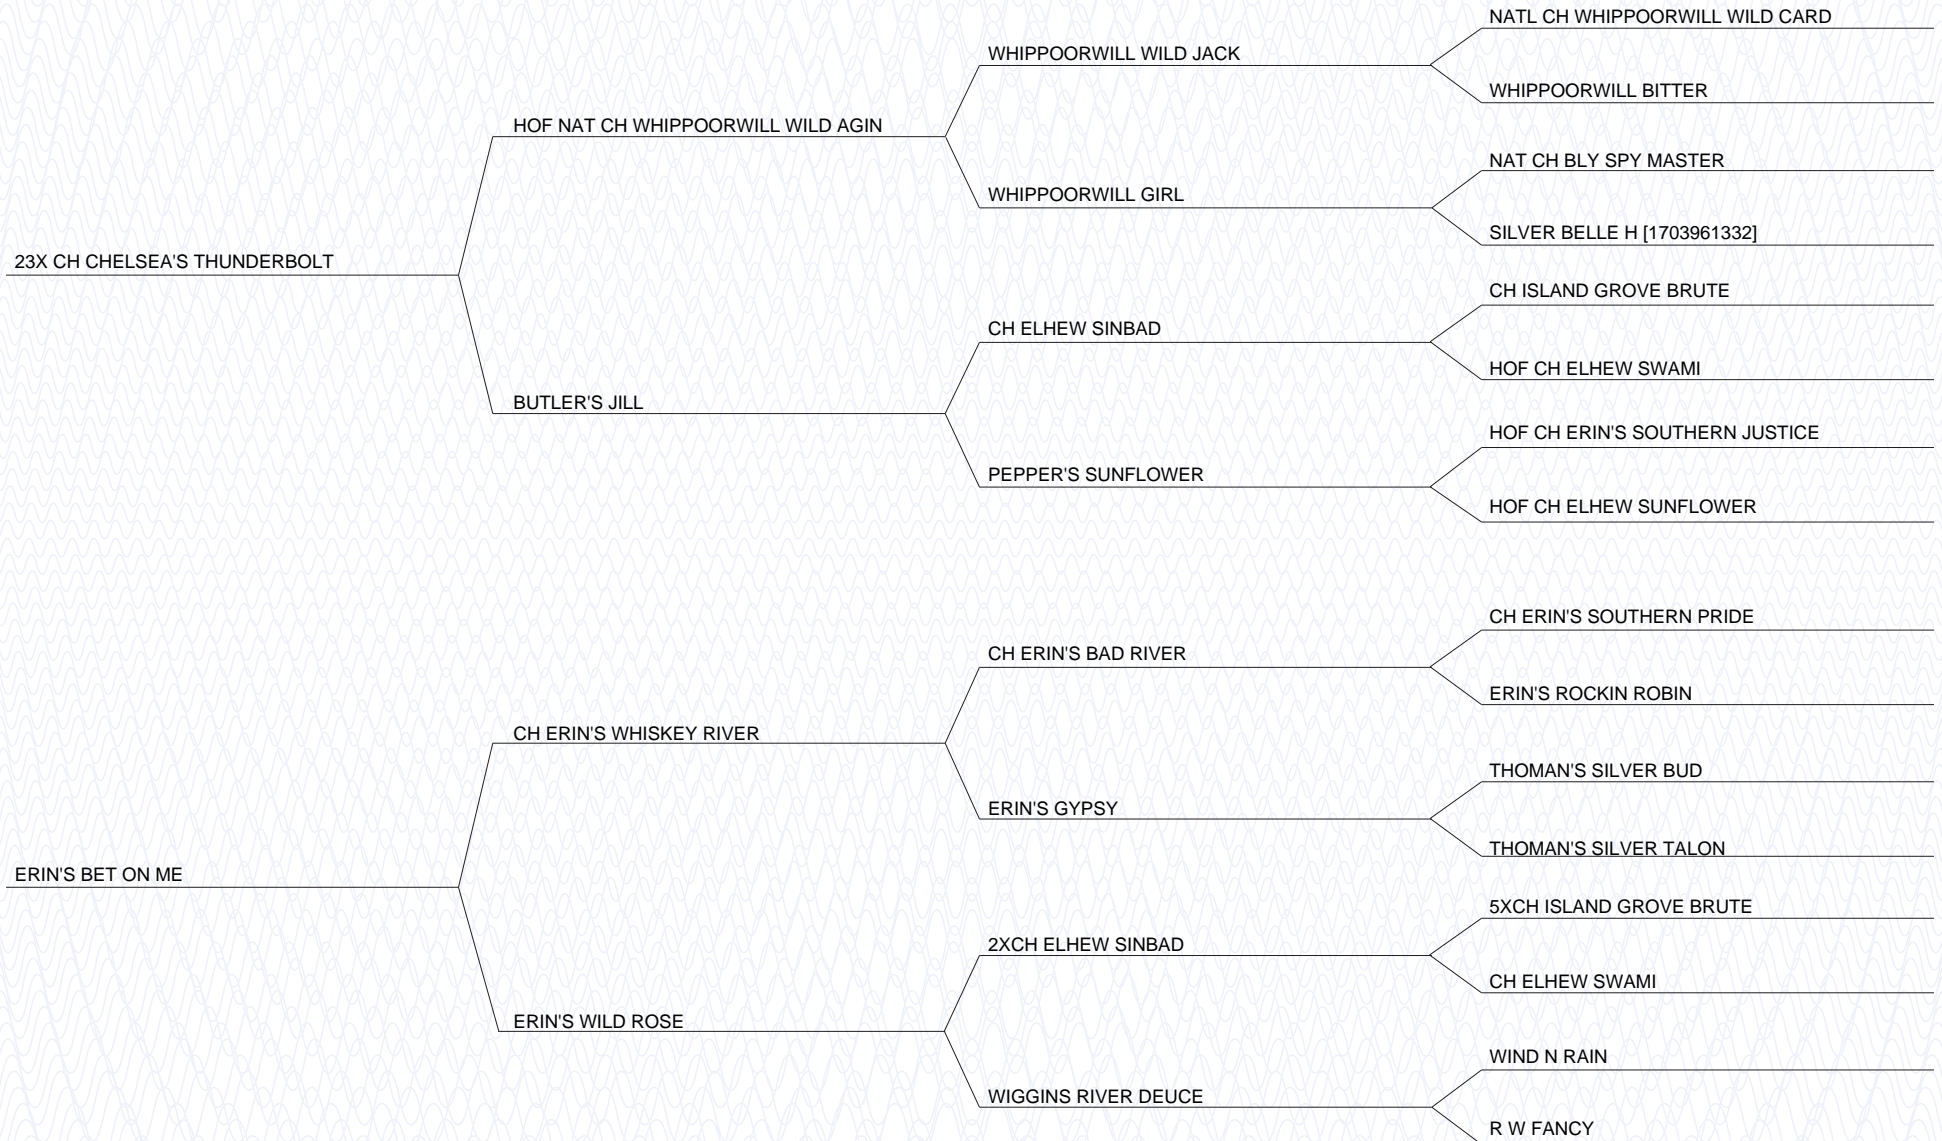 NATL CH WHIPPOORWILL WILD CARD
WHIPPOORWILL WILD JACK
WHIPPOORWILL BITTER
HOF NAT CH WHIPPOORWILL WILD AGIN
NAT CH BLY SPY MASTER
WHIPPOORWILL GIRL
SILVER BELLE H [1703961332]
23X CH CHELSEA'S THUNDERBOLT
CH ISLAND GROVE BRUTE
CH ELHEW SINBAD
HOF CH ELHEW SWAMI
BUTLER'S JILL
HOF CH ERIN'S SOUTHERN JUSTICE
PEPPER'S SUNFLOWER
HOF CH ELHEW SUNFLOWER
CH ERIN'S SOUTHERN PRIDE
CH ERIN'S BAD RIVER
ERIN'S ROCKIN ROBIN
CH ERIN'S WHISKEY RIVER
THOMAN'S SILVER BUD
ERIN'S GYPSY
THOMAN'S SILVER TALON
ERIN'S BET ON ME
5XCH ISLAND GROVE BRUTE
2XCH ELHEW SINBAD
CH ELHEW SWAMI
ERIN'S WILD ROSE
WIND N RAIN
WIGGINS RIVER DEUCE
R W FANCY